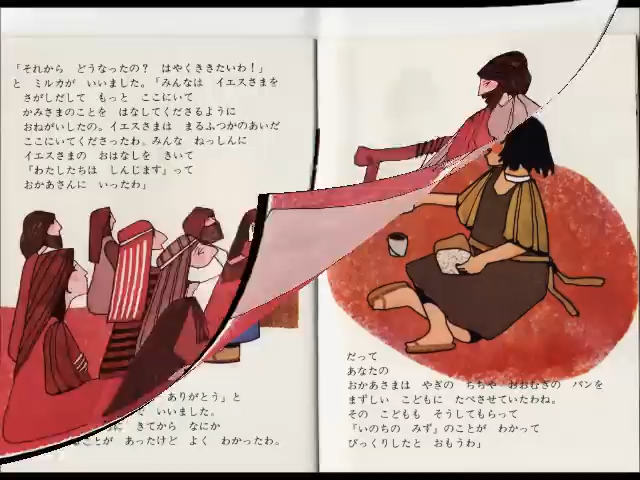 「それから　どうなったの？　はやくききたいわ！」
と　ミルカが　いいました。「みんなは　イエスさまを
さがしだして　もっと　ここにいて
かみさまのことを　はなしてくださるように
おねがいしたの。イエスさまは　まるふつかのあいだ
ここにいてくださったわ。みんな　ねっしんに
イエスさまの　おはなしを　きいて
『わたしたちは　しんじます』って
おかあさんに　いったわ」
ありがとう」と
いいました。
きてから　なにか
ことが　あったけど　よく　わかったわ。
だって
あなたの
おかあさまは　やぎの　ちちや　おおむぎの　パンを
まずしい　こどもに　たべさせていたわね。
その　こどもも　そうしてもらって
『いのちの　みず』のことが　わかって
びっくりしたと　おもうわ」